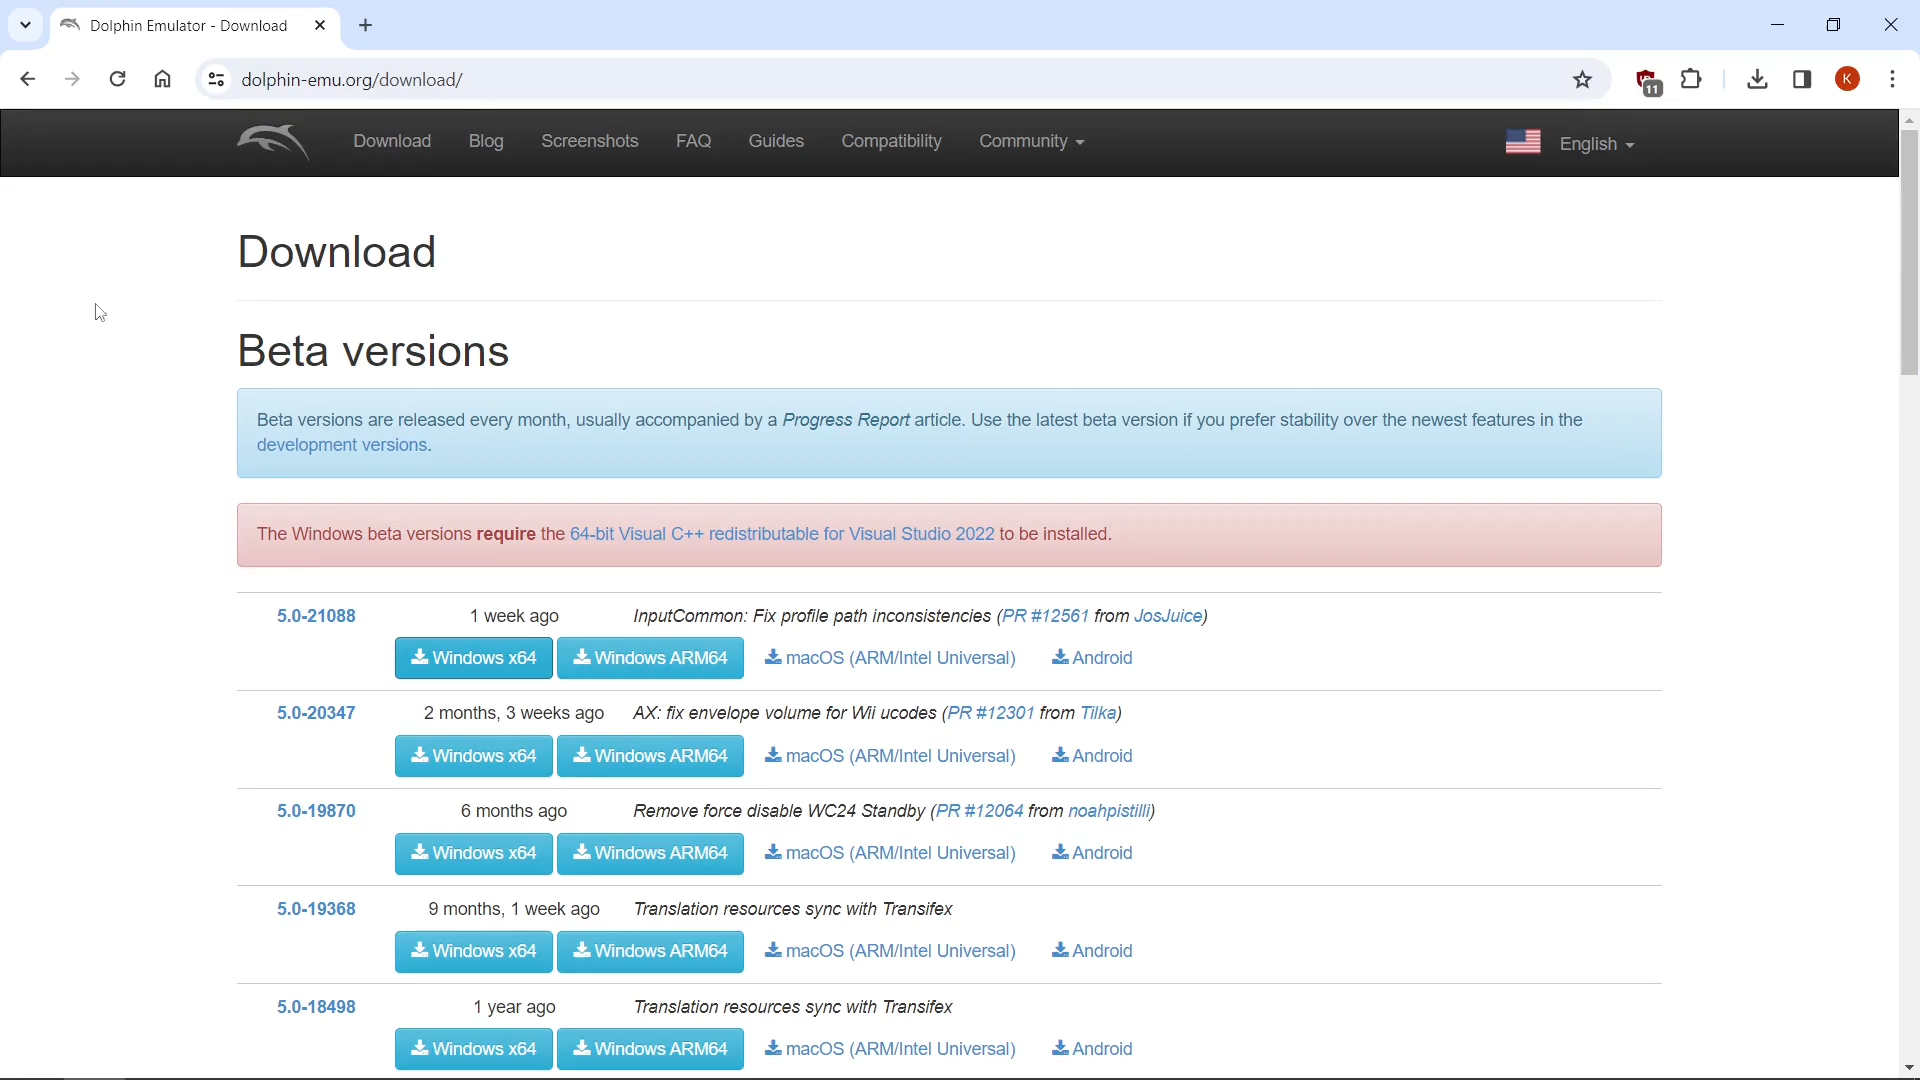 Dolphin Emulator - Download
dolphin-emu.org/download/
11
K
Download Blog Screenshots FAQ Guides Compatibility Community English
Download
Beta versions
Beta versions are released every month, usually accompanied by a Progress Report article. Use the latest beta version if you prefer stability over the newest features in the
development versions.
The Windows beta versions require the 64-bit Visual C++ redistributable for Visual Studio 2022 to be installed.
5.0-21088 1 week ago InputCommon: Fix profile path inconsistencies (PR #12561 from JosJuice)
Windows x64 Windows ARM64 macOS (ARM/Intel Universal) Android
5.0-20347 2 months, 3 weeks ago AX: fix envelope volume for Wii ucodes (PR #12301 from Tilka)
Windows x64 Windows ARM64 macOS (ARM/Intel Universal) Android
5.0-19870 6 months ago Remove force disable WC24 Standby (PR #12064 from noahpistilli)
Windows x64 Windows ARM64 macOS (ARM/Intel Universal) Android
5.0-19368 9 months, 1 week ago Translation resources sync with Transifex
Windows x64 Windows ARM64 macOS (ARM/Intel Universal) Android
5.0-18498 1 year ago Translation resources sync with Transifex
Windows x64 Windows ARM64 macOS (ARM/Intel Universal) Android